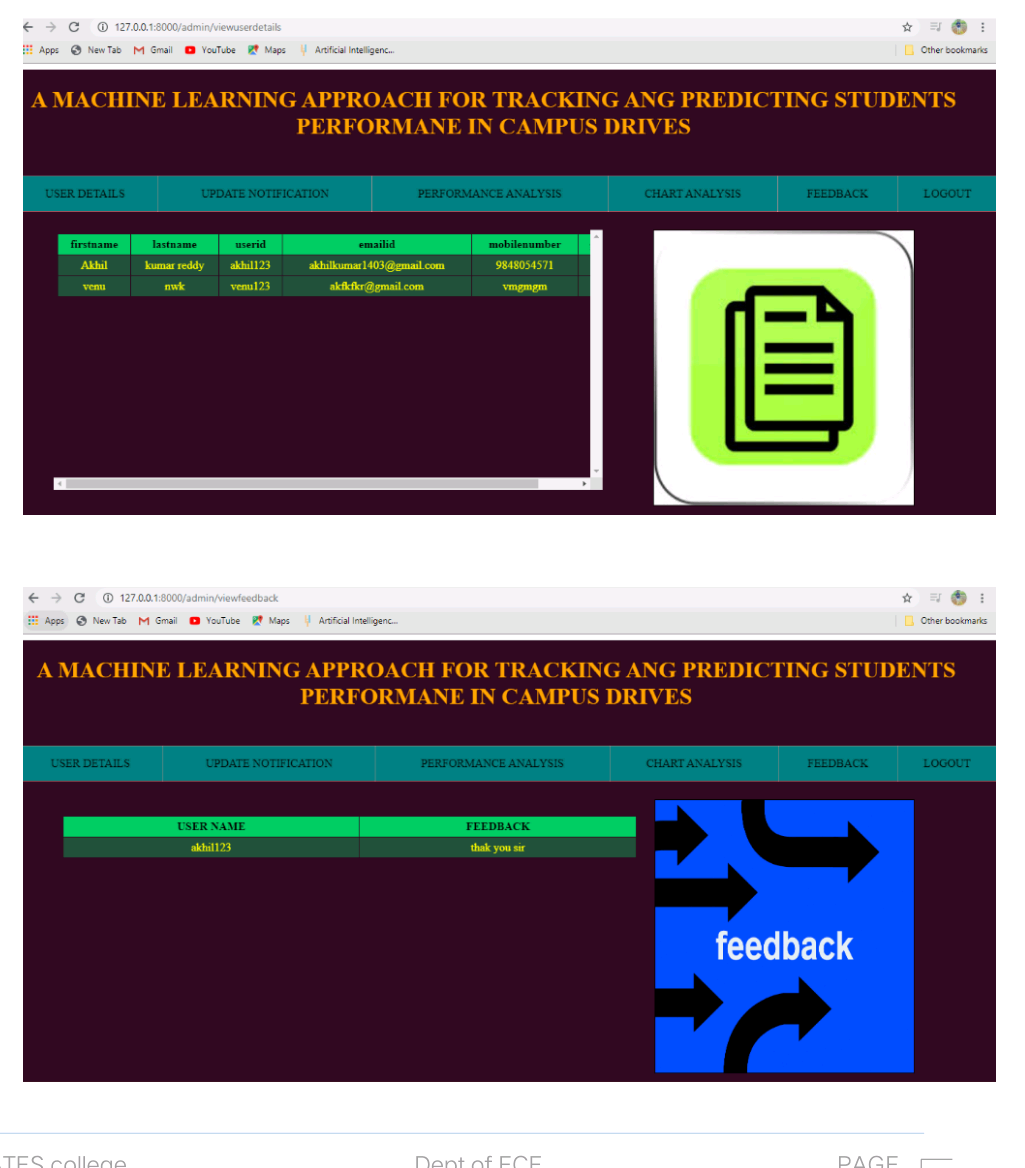 127.0.0.1:8000/admin/viewuserdetails
Apps New Tab Gmail YouTube Maps Artificial Intelligenc... Other bookmarks
A MACHINE LEARNING APPROACH FOR TRACKING ANG PREDICTING STUDENTS
PERFORMANE IN CAMPUS DRIVES
USER DETAILS UPDATE NOTIFICATION PERFORMANCE ANALYSIS CHART ANALYSIS FEEDBACK LOGOUT
firstname lastname userid emailid mobilenumber
Akhil kumar reddy akhil123 akhilkumar1403@gmail.com 9848054571
venu nwk venu123 akfkfkr@gmail.com vmgmgm
127.0.0.1:8000/admin/viewfeedback
Apps New Tab Gmail YouTube Maps Artificial Intelligenc... Other bookmarks
A MACHINE LEARNING APPROACH FOR TRACKING ANG PREDICTING STUDENTS
PERFORMANE IN CAMPUS DRIVES
USER DETAILS UPDATE NOTIFICATION PERFORMANCE ANALYSIS CHART ANALYSIS FEEDBACK LOGOUT
USER NAME FEEDBACK
akhil123 thak you sir
feedback
ATES college Dept of ECE PAGE